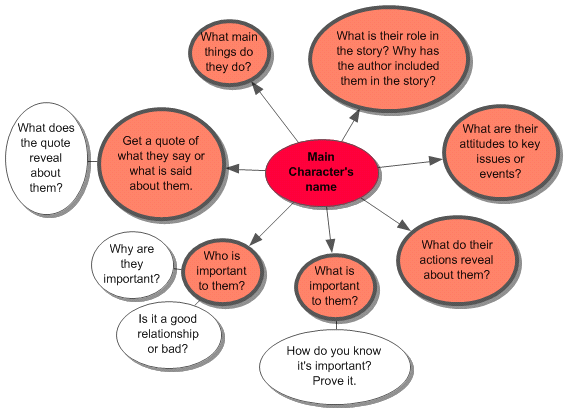 What main
things do
they do?
What is their role in
the story? Why has
the author included
them in the story?
What does
the quote
reveal
about
them?
Get a quote of
what they say or
what is said
about them.
Main
Character's
name
What are their
attitudes to key
issues or
events?
Why are
they
important?
Who is
important
to them?
What is
important
to them?
What do their
actions reveal
about them?
Is it a good
relationship
or bad?
How do you know
it's important?
Prove it.